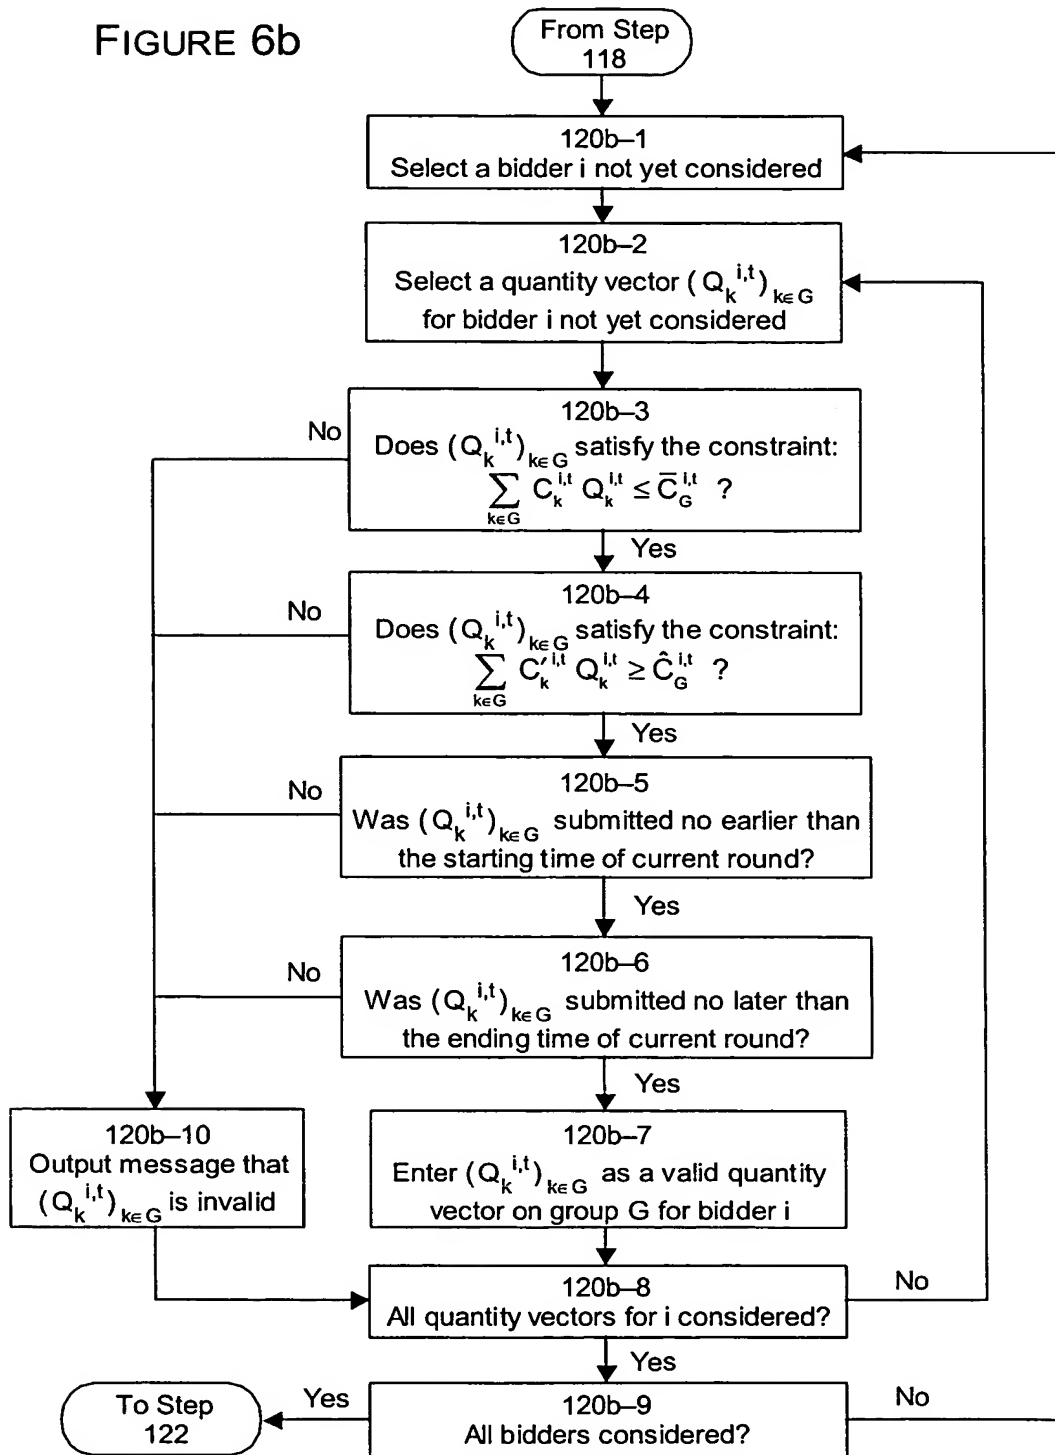 FIGURE 6b
From Step
118
120b–1
Select a bidder i not yet considered
120b–2
Select a quantity vector (Q_k^{i,t})_{k∈G}
for bidder i not yet considered
120b–3
Does (Q_k^{i,t})_{k∈G} satisfy the constraint:
∑_{k∈G} C_k^{i,t} Q_k^{i,t} ≤ C̅_G^{i,t} ?
No
Yes
120b–4
Does (Q_k^{i,t})_{k∈G} satisfy the constraint:
∑_{k∈G} C′_k^{i,t} Q_k^{i,t} ≥ Ĉ_G^{i,t} ?
No
Yes
120b–5
Was (Q_k^{i,t})_{k∈G} submitted no earlier than
the starting time of current round?
No
Yes
120b–6
Was (Q_k^{i,t})_{k∈G} submitted no later than
the ending time of current round?
No
Yes
120b–10
Output message that
(Q_k^{i,t})_{k∈G} is invalid
120b–7
Enter (Q_k^{i,t})_{k∈G} as a valid quantity
vector on group G for bidder i
120b–8
All quantity vectors for i considered?
No
Yes
120b–9
All bidders considered?
No
Yes
To Step
122